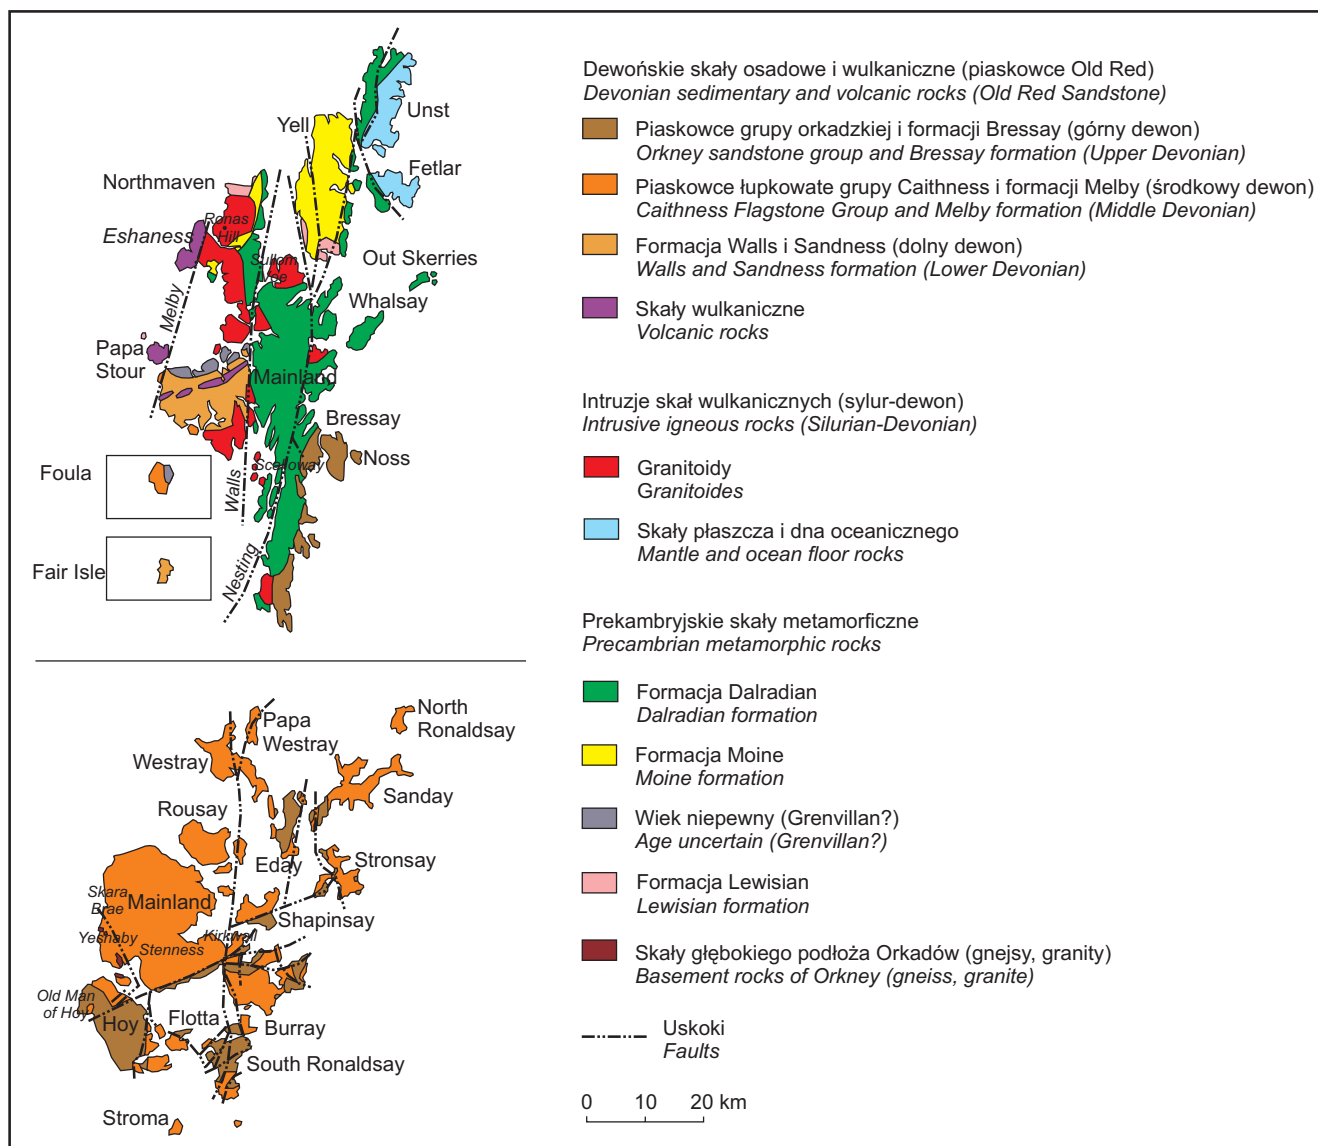 Unst
Yell
Fetlar
Northmaven
Ronas
Hill
Eshaness
Sullom
Voe
Out Skerries
Whalsay
Melby
Papa
Stour
Mainland
Bressay
Noss
Scalloway
Foula
Walls
Fair Isle
Nesting
North
Ronaldsay
Papa
Westray
Westray
Sanday
Rousay
Eday
Stronsay
Skara
Brae
Mainland
Shapinsay
Yesnaby
Stenness
Kirkwall
Old Man
of Hoy
Hoy
Flotta
Burray
South Ronaldsay
Stroma
Dewońskie skały osadowe i wulkaniczne (piaskowce Old Red)
Devonian sedimentary and volcanic rocks (Old Red Sandstone)
Piaskowce grupy orkadzkiej i formacji Bressay (górny dewon)
Orkney sandstone group and Bressay formation (Upper Devonian)
Piaskowce łupkowate grupy Caithness i formacji Melby (środkowy dewon)
Caithness Flagstone Group and Melby formation (Middle Devonian)
Formacja Walls i Sandness (dolny dewon)
Walls and Sandness formation (Lower Devonian)
Skały wulkaniczne
Volcanic rocks
Intruzje skał wulkanicznych (sylur-dewon)
Intrusive igneous rocks (Silurian-Devonian)
Granitoidy
Granitoides
Skały płaszcza i dna oceanicznego
Mantle and ocean floor rocks
Prekambryjskie skały metamorficzne
Precambrian metamorphic rocks
Formacja Dalradian
Dalradian formation
Formacja Moine
Moine formation
Wiek niepewny (Grenvillan?)
Age uncertain (Grenvillan?)
Formacja Lewisian
Lewisian formation
Skały głębokiego podłoża Orkadów (gnejsy, granity)
Basement rocks of Orkney (gneiss, granite)
Uskoki
Faults
0 10 20 km